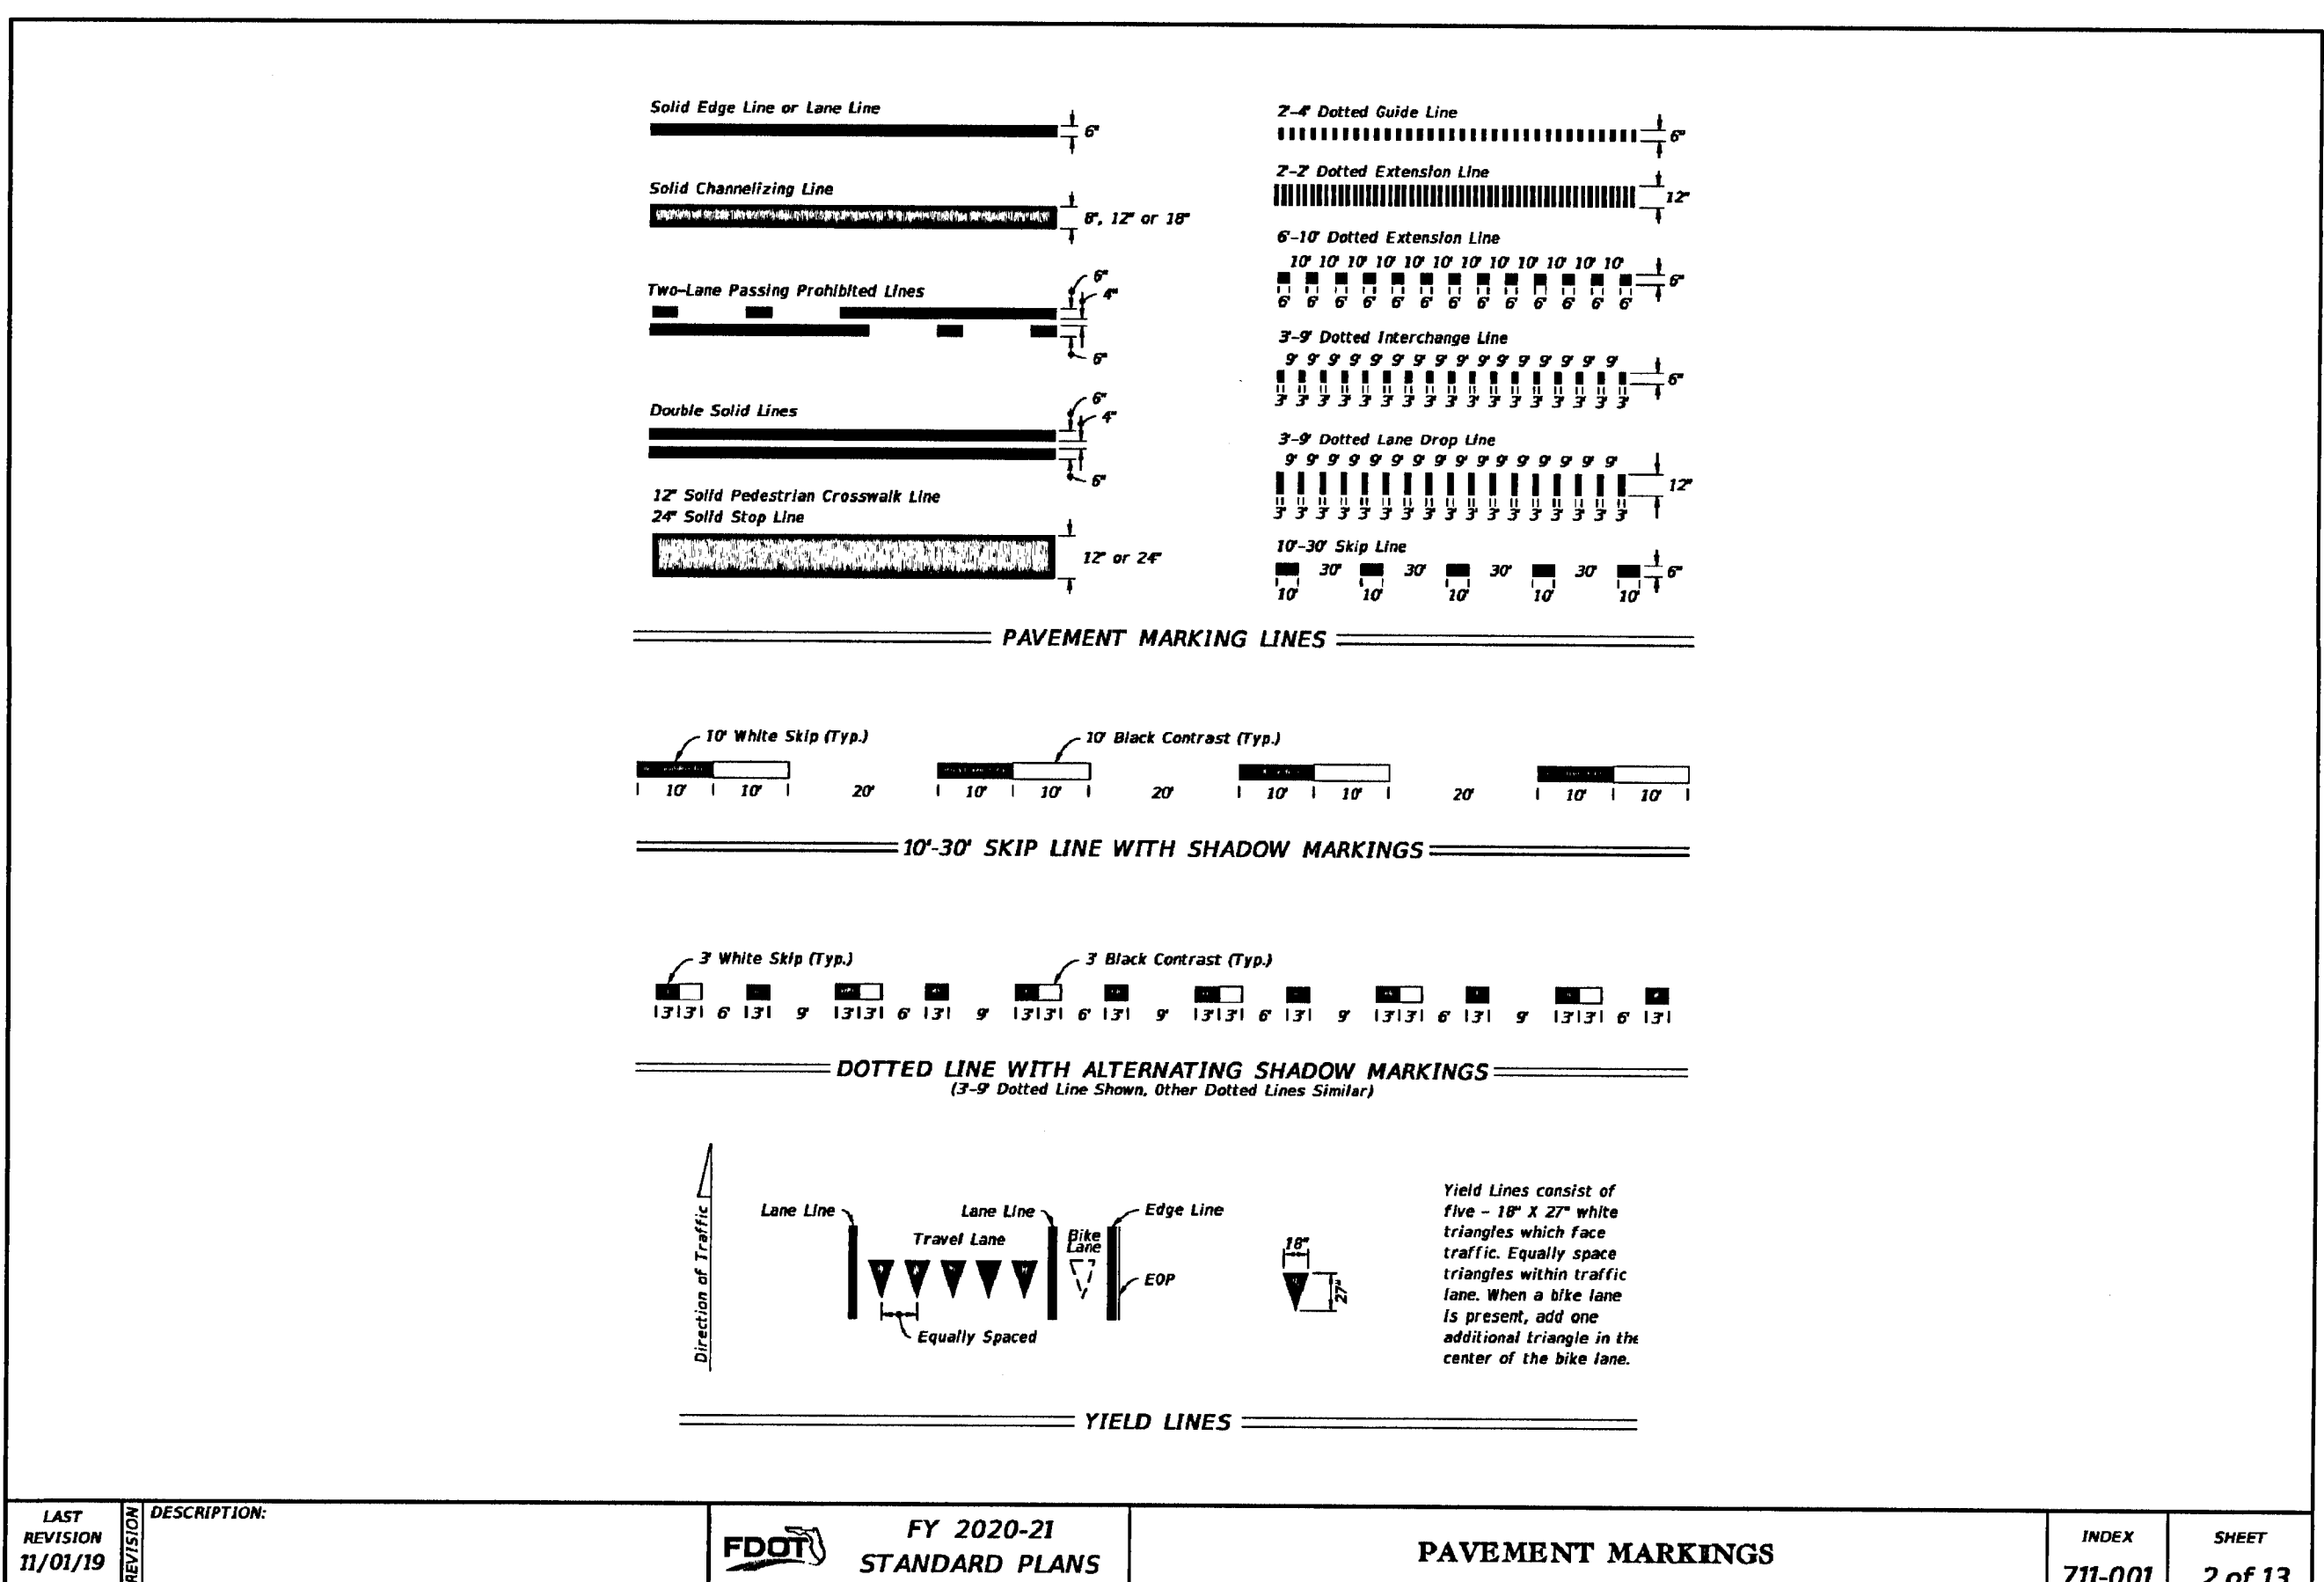 Solid Edge Line or Lane Line
6"
Solid Channelizing Line
8", 12" or 18"
Two-Lane Passing Prohibited Lines
6"
4"
6"
Double Solid Lines
6"
4"
6"
12" Solid Pedestrian Crosswalk Line
24" Solid Stop Line
12" or 24"
2'-4' Dotted Guide Line
6"
2'-2' Dotted Extension Line
12"
6'-10' Dotted Extension Line
10' 10' 10' 10' 10' 10' 10' 10' 10' 10' 10' 10'
6"
6' 6' 6' 6' 6' 6' 6' 6' 6' 6' 6' 6' 6'
3'-9' Dotted Interchange Line
9' 9' 9' 9' 9' 9' 9' 9' 9' 9' 9' 9' 9' 9' 9' 9'
6"
3' 3' 3' 3' 3' 3' 3' 3' 3' 3' 3' 3' 3' 3' 3' 3' 3'
3'-9' Dotted Lane Drop Line
9' 9' 9' 9' 9' 9' 9' 9' 9' 9' 9' 9' 9' 9' 9' 9'
12"
3' 3' 3' 3' 3' 3' 3' 3' 3' 3' 3' 3' 3' 3' 3' 3' 3'
10'-30' Skip Line
30' 30' 30' 30'
6"
10' 10' 10' 10' 10'
PAVEMENT MARKING LINES
10' White Skip (Typ.)
10' Black Contrast (Typ.)
10' 10' 20' 10' 10' 20' 10' 10' 20' 10' 10'
10'-30' SKIP LINE WITH SHADOW MARKINGS
3' White Skip (Typ.)
3' Black Contrast (Typ.)
3' 3' 6' 3' 9' 3' 3' 6' 3' 9' 3' 3' 6' 3' 9' 3' 3' 6' 3' 9' 3' 3' 6' 3' 9' 3' 3' 6' 3'
DOTTED LINE WITH ALTERNATING SHADOW MARKINGS
(3'-9' Dotted Line Shown, Other Dotted Lines Similar)
Direction of Traffic
Lane Line
Lane Line
Edge Line
Travel Lane
Bike
Lane
EOP
Equally Spaced
18"
27"
Yield Lines consist of
five - 18" X 27" white
triangles which face
traffic. Equally space
triangles within traffic
lane. When a bike lane
is present, add one
additional triangle in the
center of the bike lane.
YIELD LINES
LAST
REVISION
11/01/19
REVISION
DESCRIPTION:
FDOT
FY 2020-21
STANDARD PLANS
PAVEMENT MARKINGS
INDEX
711-001
SHEET
2 of 13